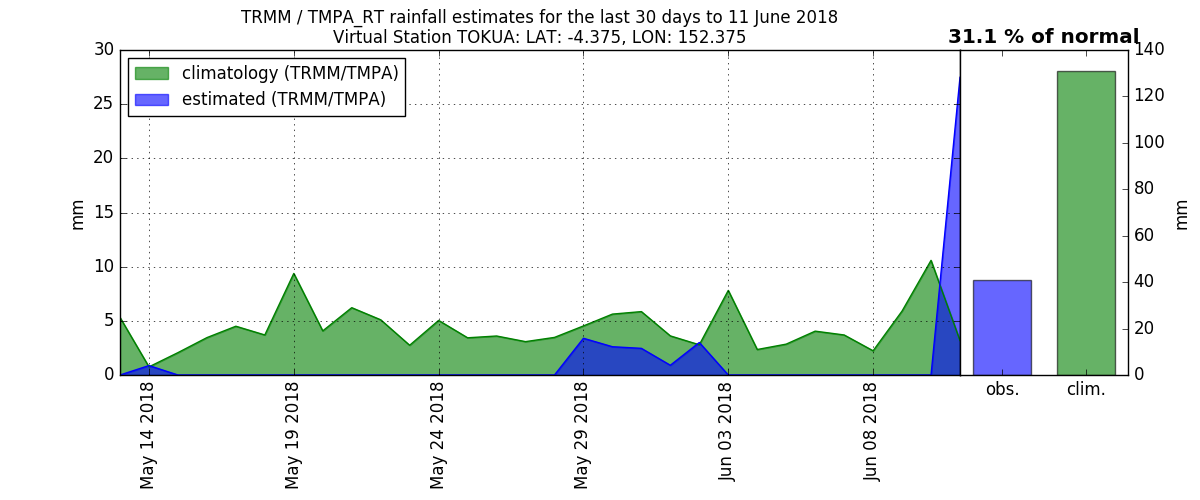 TRMM / TMPA_RT rainfall estimates for the last 30 days to 11 June 2018
Virtual Station TOKUA: LAT: -4.375, LON: 152.375
31.1 % of normal
climatology (TRMM/TMPA)
estimated (TRMM/TMPA)
mm
30
25
20
15
10
5
0
May 14 2018
May 19 2018
May 24 2018
May 29 2018
Jun 03 2018
Jun 08 2018
obs.
clim.
140
120
100
80
60
40
20
0
mm